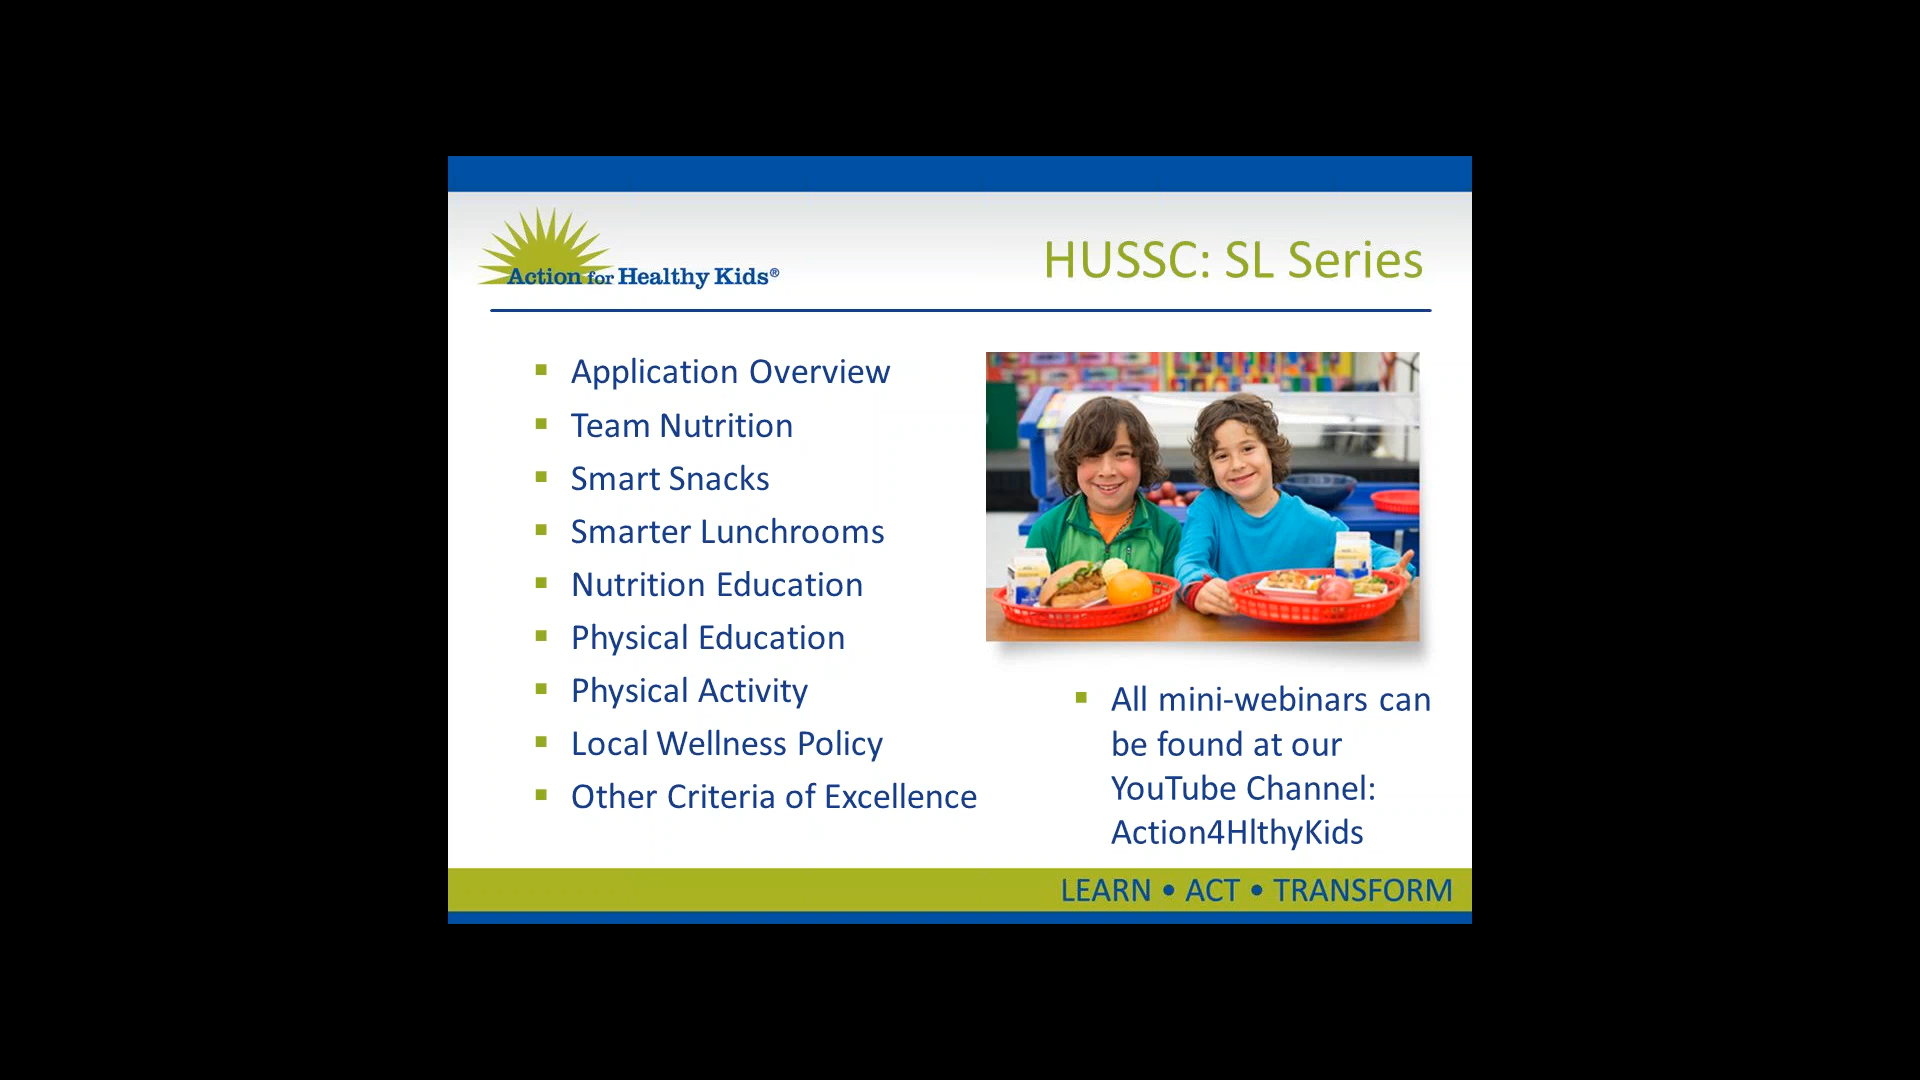 Action for Healthy Kids®
HUSSC: SL Series
Application Overview
Team Nutrition
Smart Snacks
Smarter Lunchrooms
Nutrition Education
Physical Education
Physical Activity
Local Wellness Policy
Other Criteria of Excellence
All mini-webinars can
be found at our
YouTube Channel:
Action4HlthyKids
LEARN • ACT • TRANSFORM